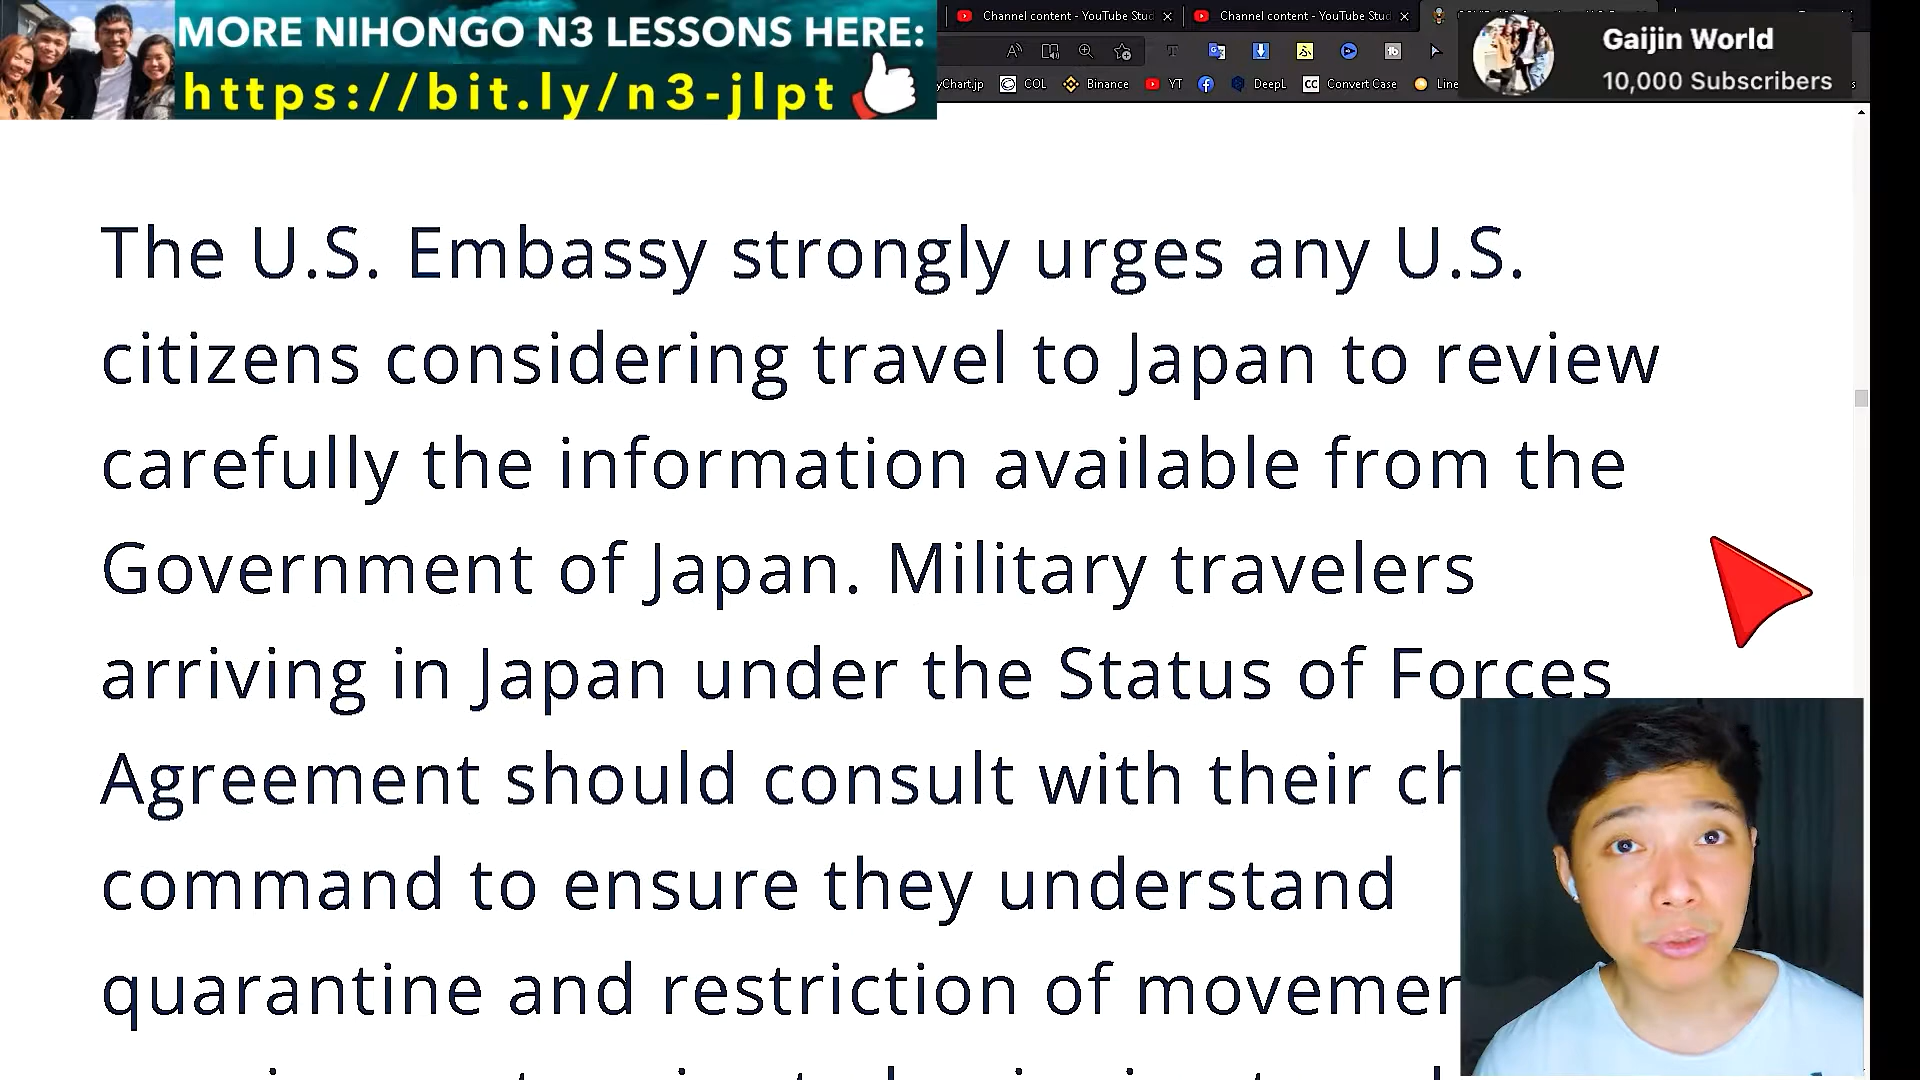 MORE NIHONGO N3 LESSONS HERE:
https://bit.ly/n3-jlpt
Channel content - YouTube Stud
Channel content - YouTube Stud
Gaijin World
10,000 Subscribers
yChart.jp
COL
Binance
YT
DeepL
CC
Convert Case
Line
The U.S. Embassy strongly urges any U.S.
citizens considering travel to Japan to review
carefully the information available from the
Government of Japan. Military travelers
arriving in Japan under the Status of Forces
Agreement should consult with their ch
command to ensure they understand
quarantine and restriction of movemen